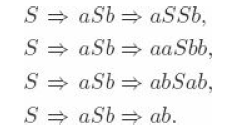 S ⇒ aSb ⇒ aSSb,
S ⇒ aSb ⇒ aaSbb,
S ⇒ aSb ⇒ abSab,
S ⇒ aSb ⇒ ab.